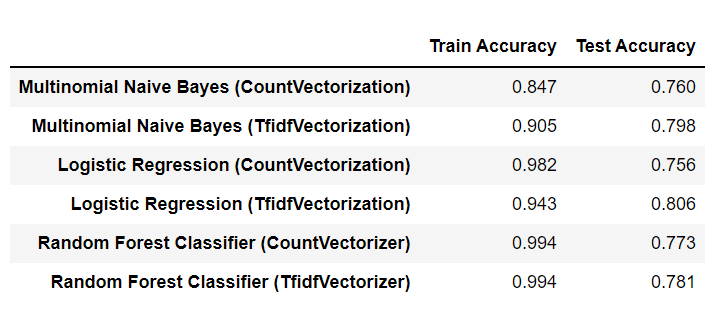 Train Accuracy Test Accuracy
Multinomial Naive Bayes (CountVectorization) 0.847 0.760
Multinomial Naive Bayes (TfidfVectorization) 0.905 0.798
Logistic Regression (CountVectorization) 0.982 0.756
Logistic Regression (TfidfVectorization) 0.943 0.806
Random Forest Classifier (CountVectorizer) 0.994 0.773
Random Forest Classifier (TfidfVectorizer) 0.994 0.781